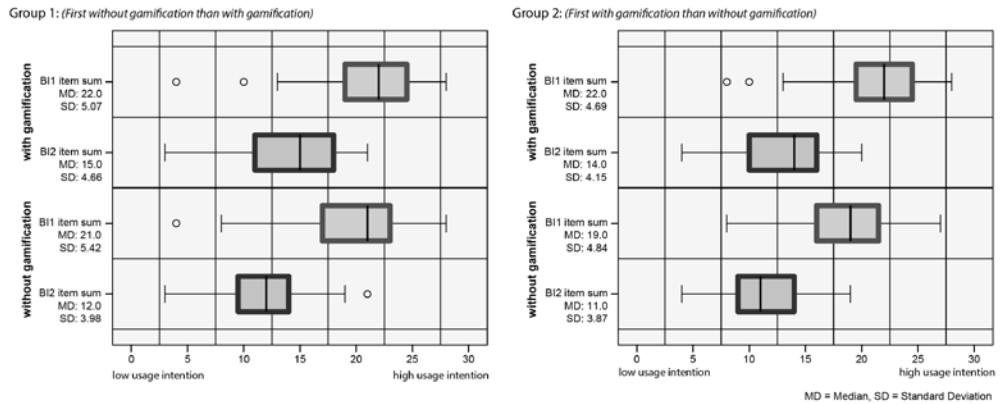 Group 1: (First without gamification than with gamification)
with gamification
BI1 item sum
MD: 22.0
SD: 5.07
BI2 item sum
MD: 15.0
SD: 4.66
without gamification
BI1 item sum
MD: 21.0
SD: 5.42
BI2 item sum
MD: 12.0
SD: 3.98
0 5 10 15 20 25 30
low usage intention high usage intention
Group 2: (First with gamification than without gamification)
with gamification
BI1 item sum
MD: 22.0
SD: 4.69
BI2 item sum
MD: 14.0
SD: 4.15
without gamification
BI1 item sum
MD: 19.0
SD: 4.84
BI2 item sum
MD: 11.0
SD: 3.87
0 5 10 15 20 25 30
low usage intention high usage intention
MD = Median, SD = Standard Deviation